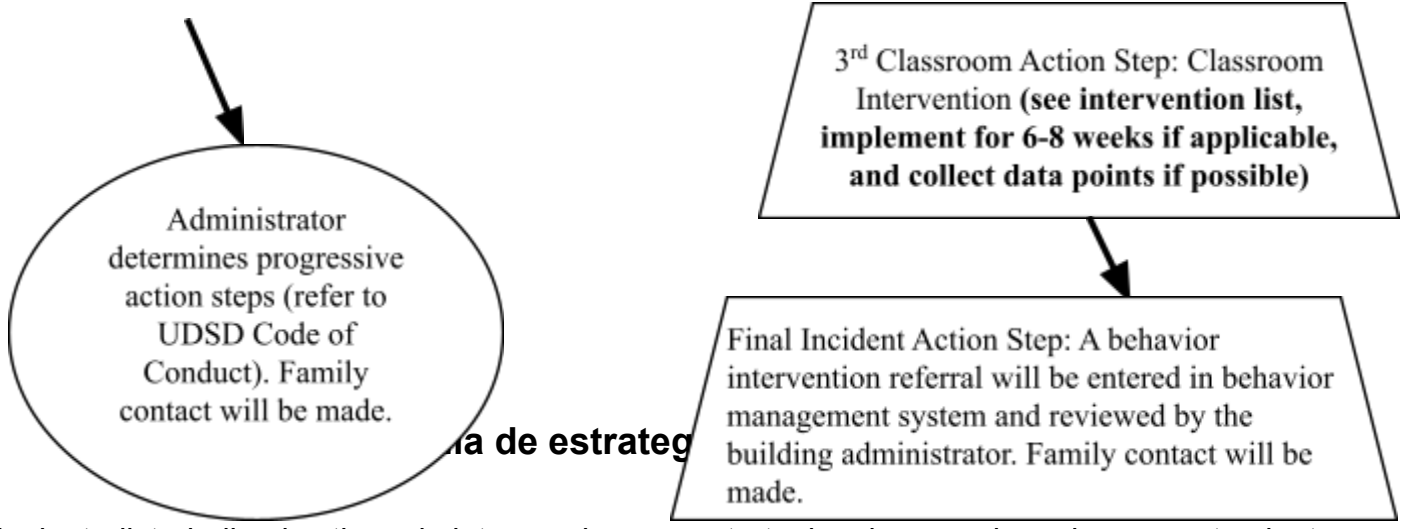 Administrator
determines progressive
action steps (refer to
UDSD Code of
Conduct). Family
contact will be made.
3rd Classroom Action Step: Classroom
Intervention (see intervention list,
implement for 6-8 weeks if applicable,
and collect data points if possible)
Final Incident Action Step: A behavior
intervention referral will be entered in behavior
management system and reviewed by the
building administrator. Family contact will be
made.
de